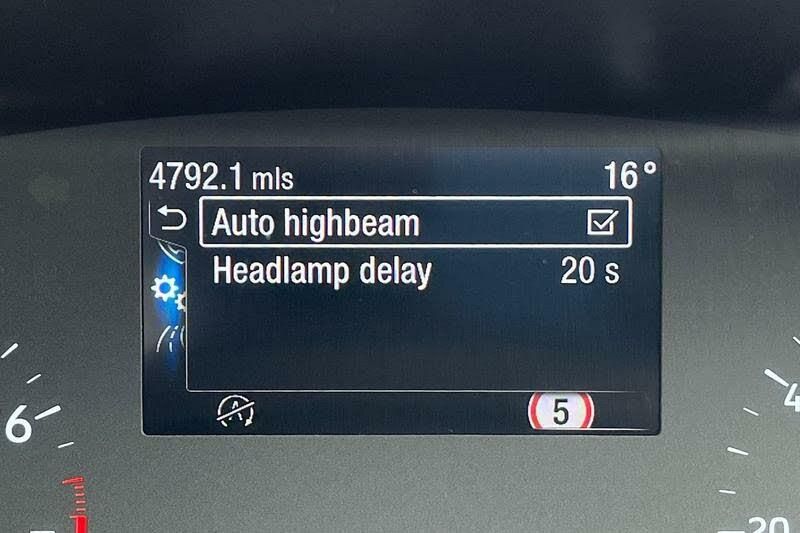 4792.1 mls 16°
Auto highbeam
Headlamp delay 20 s
A
5
6
4
20